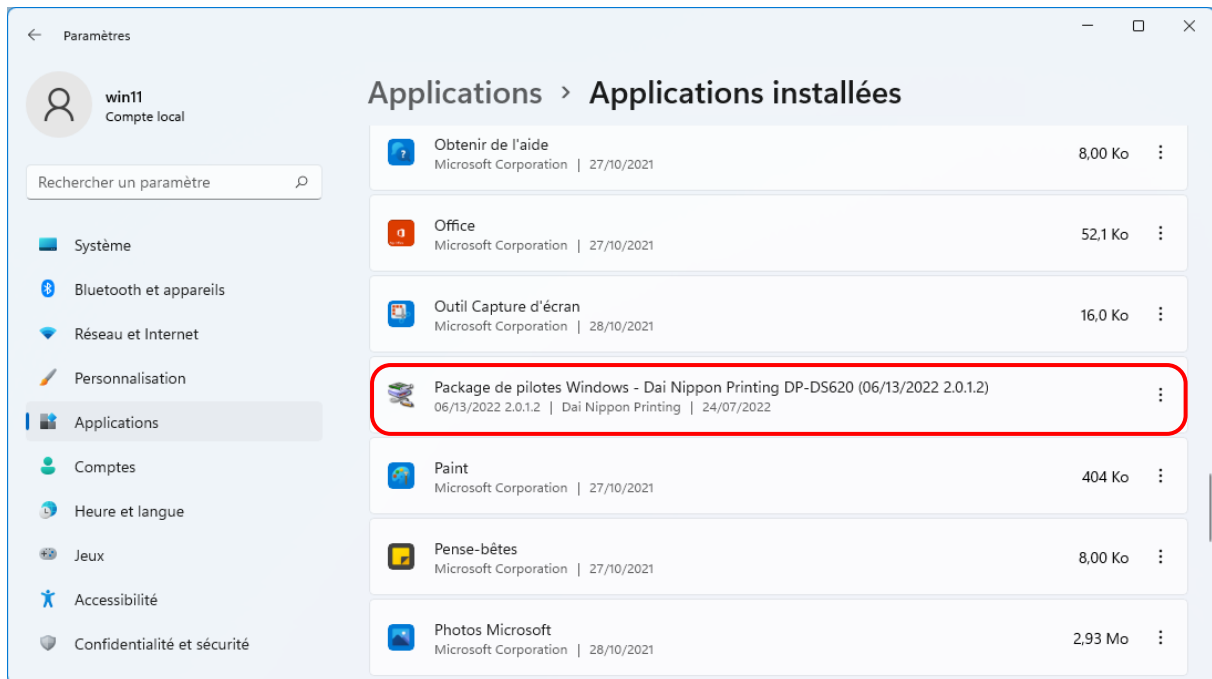 Paramètres
win11
Compte local
Rechercher un paramètre
Système
Bluetooth et appareils
Réseau et Internet
Personnalisation
Applications
Comptes
Heure et langue
Jeux
Accessibilité
Confidentialité et sécurité
Applications > Applications installées
Obtenir de l'aide
Microsoft Corporation | 27/10/2021
8,00 Ko
Office
Microsoft Corporation | 27/10/2021
52,1 Ko
Outil Capture d'écran
Microsoft Corporation | 28/10/2021
16,0 Ko
Package de pilotes Windows - Dai Nippon Printing DP-DS620 (06/13/2022 2.0.1.2)
06/13/2022 2.0.1.2 | Dai Nippon Printing | 24/07/2022
Paint
Microsoft Corporation | 27/10/2021
404 Ko
Pense-bêtes
Microsoft Corporation | 27/10/2021
8,00 Ko
Photos Microsoft
Microsoft Corporation | 28/10/2021
2,93 Mo